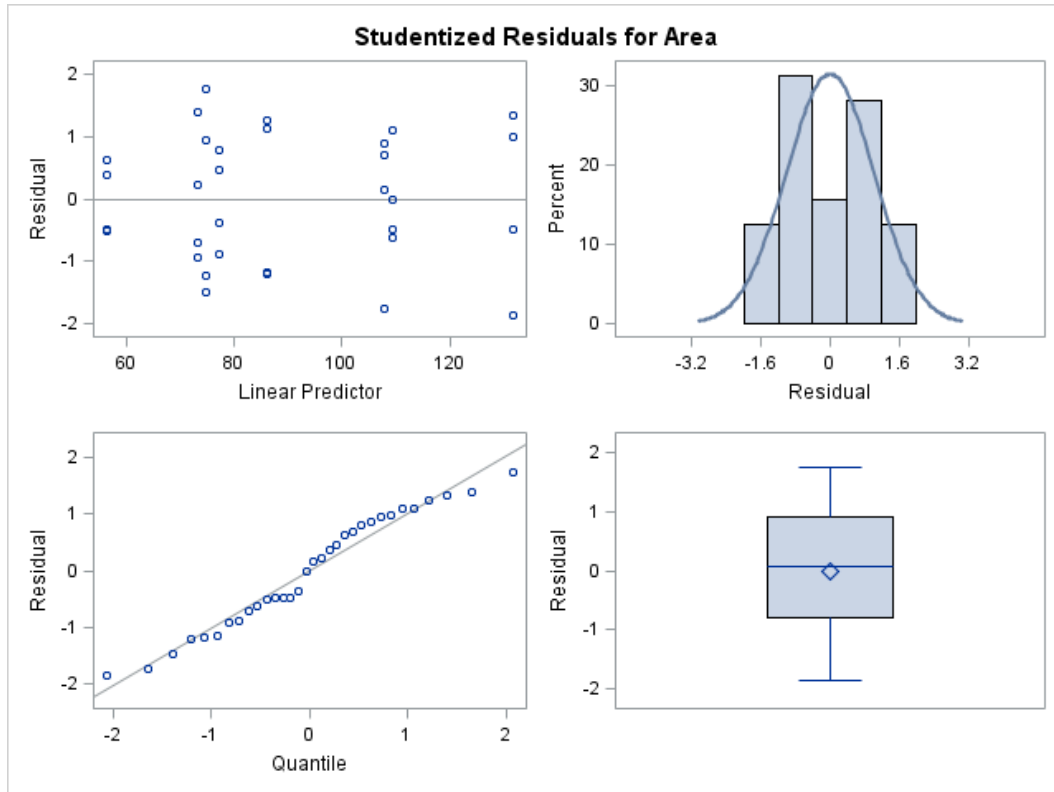 Studentized Residuals for Area
2
1
0
-1
-2
Residual
60 80 100 120
Linear Predictor
30
20
10
0
Percent
-3.2 -1.6 0 1.6 3.2
Residual
2
1
0
-1
-2
Residual
-2 -1 0 1 2
Quantile
2
1
0
-1
-2
Residual